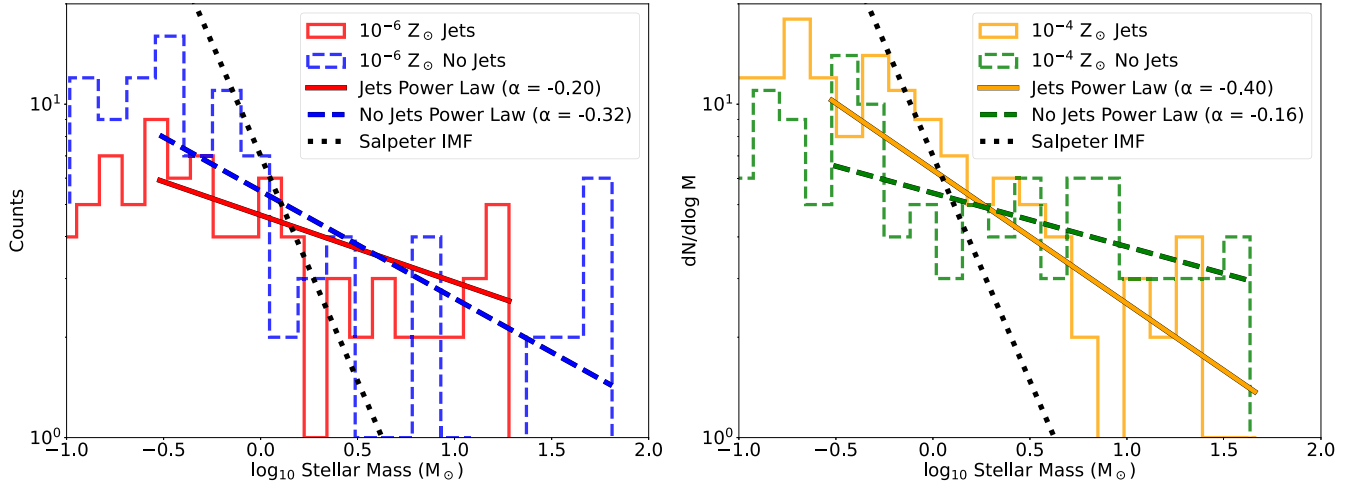 10⁻⁶ Z⊙ Jets
10⁻⁶ Z⊙ No Jets
Jets Power Law (α = -0.20)
No Jets Power Law (α = -0.32)
Salpeter IMF
Counts
10¹
10⁰
-1.0 -0.5 0.0 0.5 1.0 1.5 2.0
log₁₀ Stellar Mass (M⊙)
10⁻⁴ Z⊙ Jets
10⁻⁴ Z⊙ No Jets
Jets Power Law (α = -0.40)
No Jets Power Law (α = -0.16)
Salpeter IMF
dN/dlog M
10¹
10⁰
-1.0 -0.5 0.0 0.5 1.0 1.5 2.0
log₁₀ Stellar Mass (M⊙)